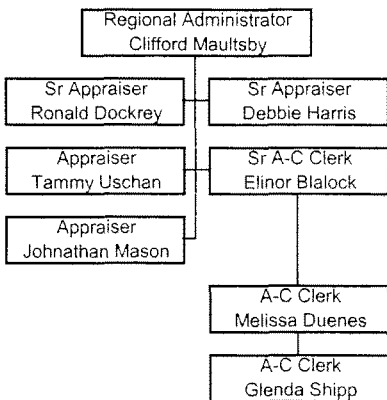 Regional Administrator
Clifford Maultsby
Sr Appraiser
Ronald Dockrey
Sr Appraiser
Debbie Harris
Appraiser
Tammy Uschan
Sr A-C Clerk
Elinor Blalock
Appraiser
Johnathan Mason
A-C Clerk
Melissa Duenes
A-C Clerk
Glenda Shipp